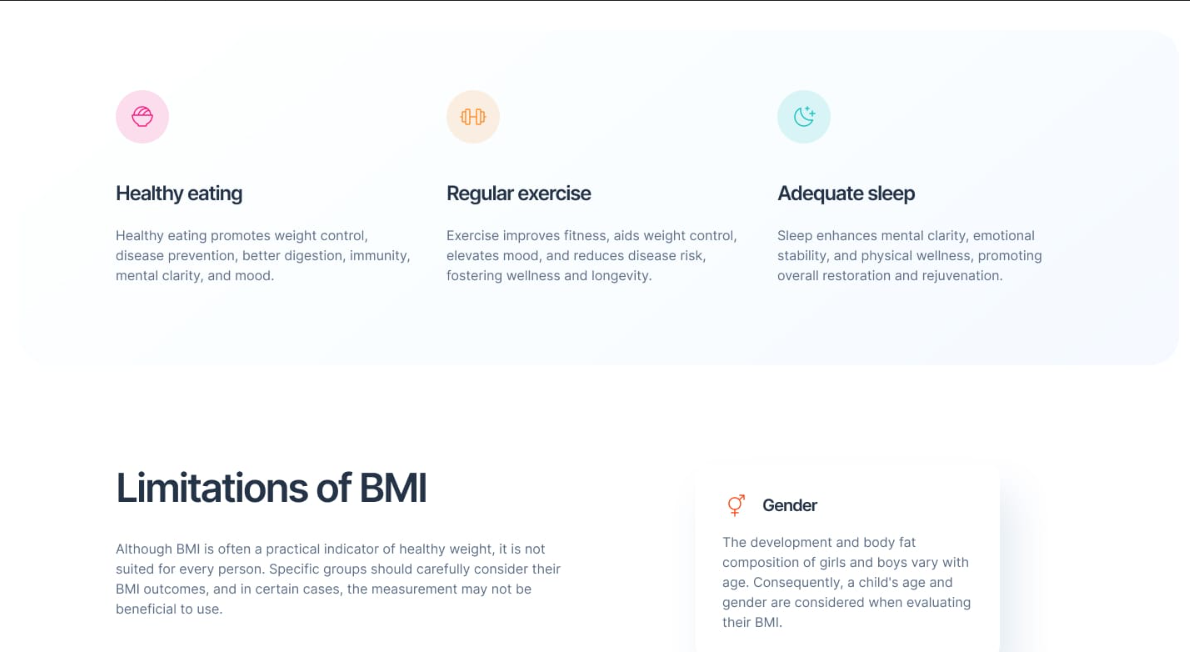 Healthy eating
Healthy eating promotes weight control,
disease prevention, better digestion, immunity,
mental clarity, and mood.
Regular exercise
Exercise improves fitness, aids weight control,
elevates mood, and reduces disease risk,
fostering wellness and longevity.
Adequate sleep
Sleep enhances mental clarity, emotional
stability, and physical wellness, promoting
overall restoration and rejuvenation.
Limitations of BMI
Although BMI is often a practical indicator of healthy weight, it is not
suited for every person. Specific groups should carefully consider their
BMI outcomes, and in certain cases, the measurement may not be
beneficial to use.
Gender
The development and body fat
composition of girls and boys vary with
age. Consequently, a child's age and
gender are considered when evaluating
their BMI.